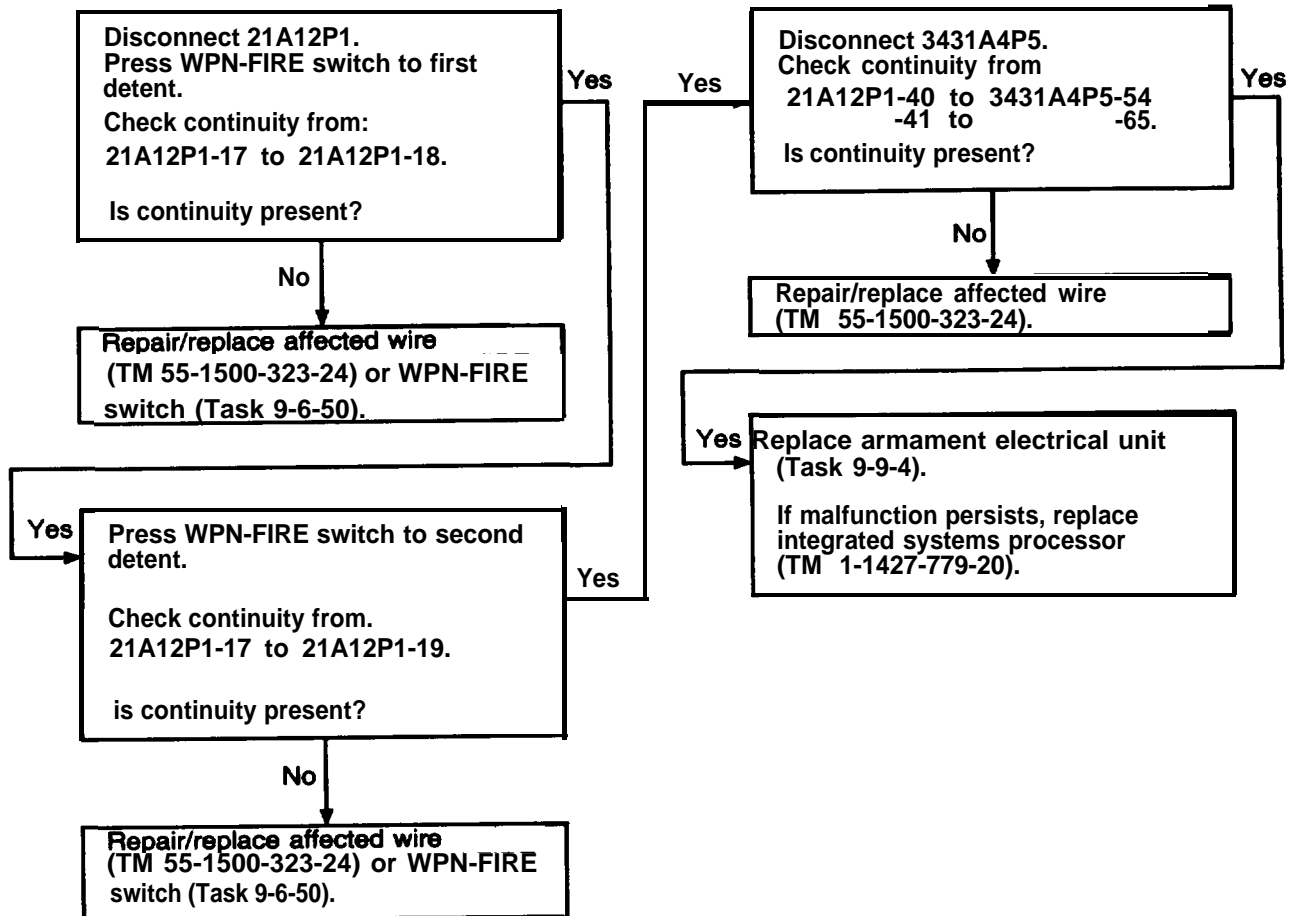 Disconnect 21A12P1.
Press WPN-FIRE switch to first
detent.
Check continuity from:
21A12P1-17 to 21A12P1-18.
Is continuity present?
Yes
No
Repair/replace affected wire
(TM 55-1500-323-24) or WPN-FIRE
switch (Task 9-6-50).
Yes
Press WPN-FIRE switch to second
detent.
Check continuity from.
21A12P1-17 to 21A12P1-19.
is continuity present?
Yes
No
Repair/replace affected wire
(TM 55-1500-323-24) or WPN-FIRE
switch (Task 9-6-50).
Yes
Disconnect 3431A4P5.
Check continuity from
21A12P1-40 to 3431A4P5-54
-41 to -65.
Is continuity present?
Yes
No
Repair/replace affected wire
(TM 55-1500-323-24).
Yes
Replace armament electrical unit
(Task 9-9-4).
If malfunction persists, replace
integrated systems processor
(TM 1-1427-779-20).